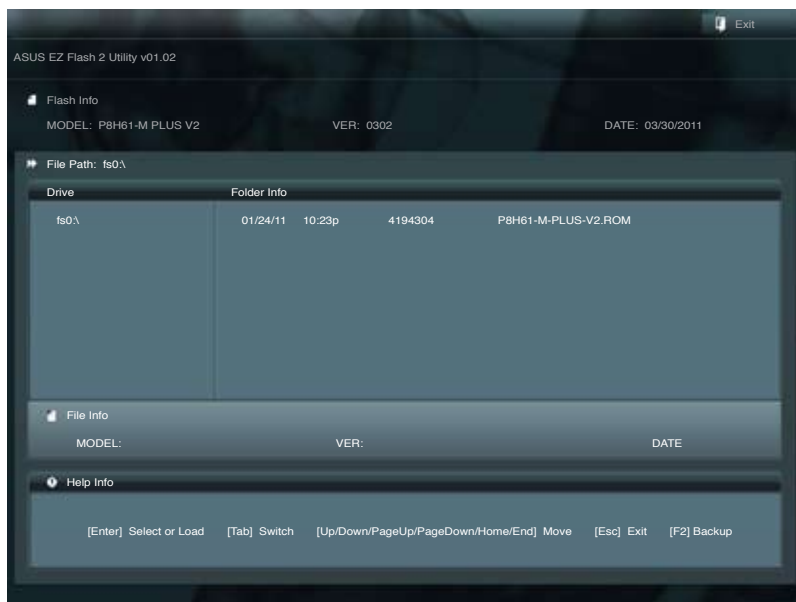 Exit
ASUS EZ Flash 2 Utility v01.02
Flash Info
MODEL: P8H61-M PLUS V2 VER: 0302 DATE: 03/30/2011
File Path: fs0:\
Drive Folder Info
fs0:\ 01/24/11 10:23p 4194304 P8H61-M-PLUS-V2.ROM
File Info
MODEL: VER: DATE
Help Info
[Enter] Select or Load [Tab] Switch [Up/Down/PageUp/PageDown/Home/End] Move [Esc] Exit [F2] Backup